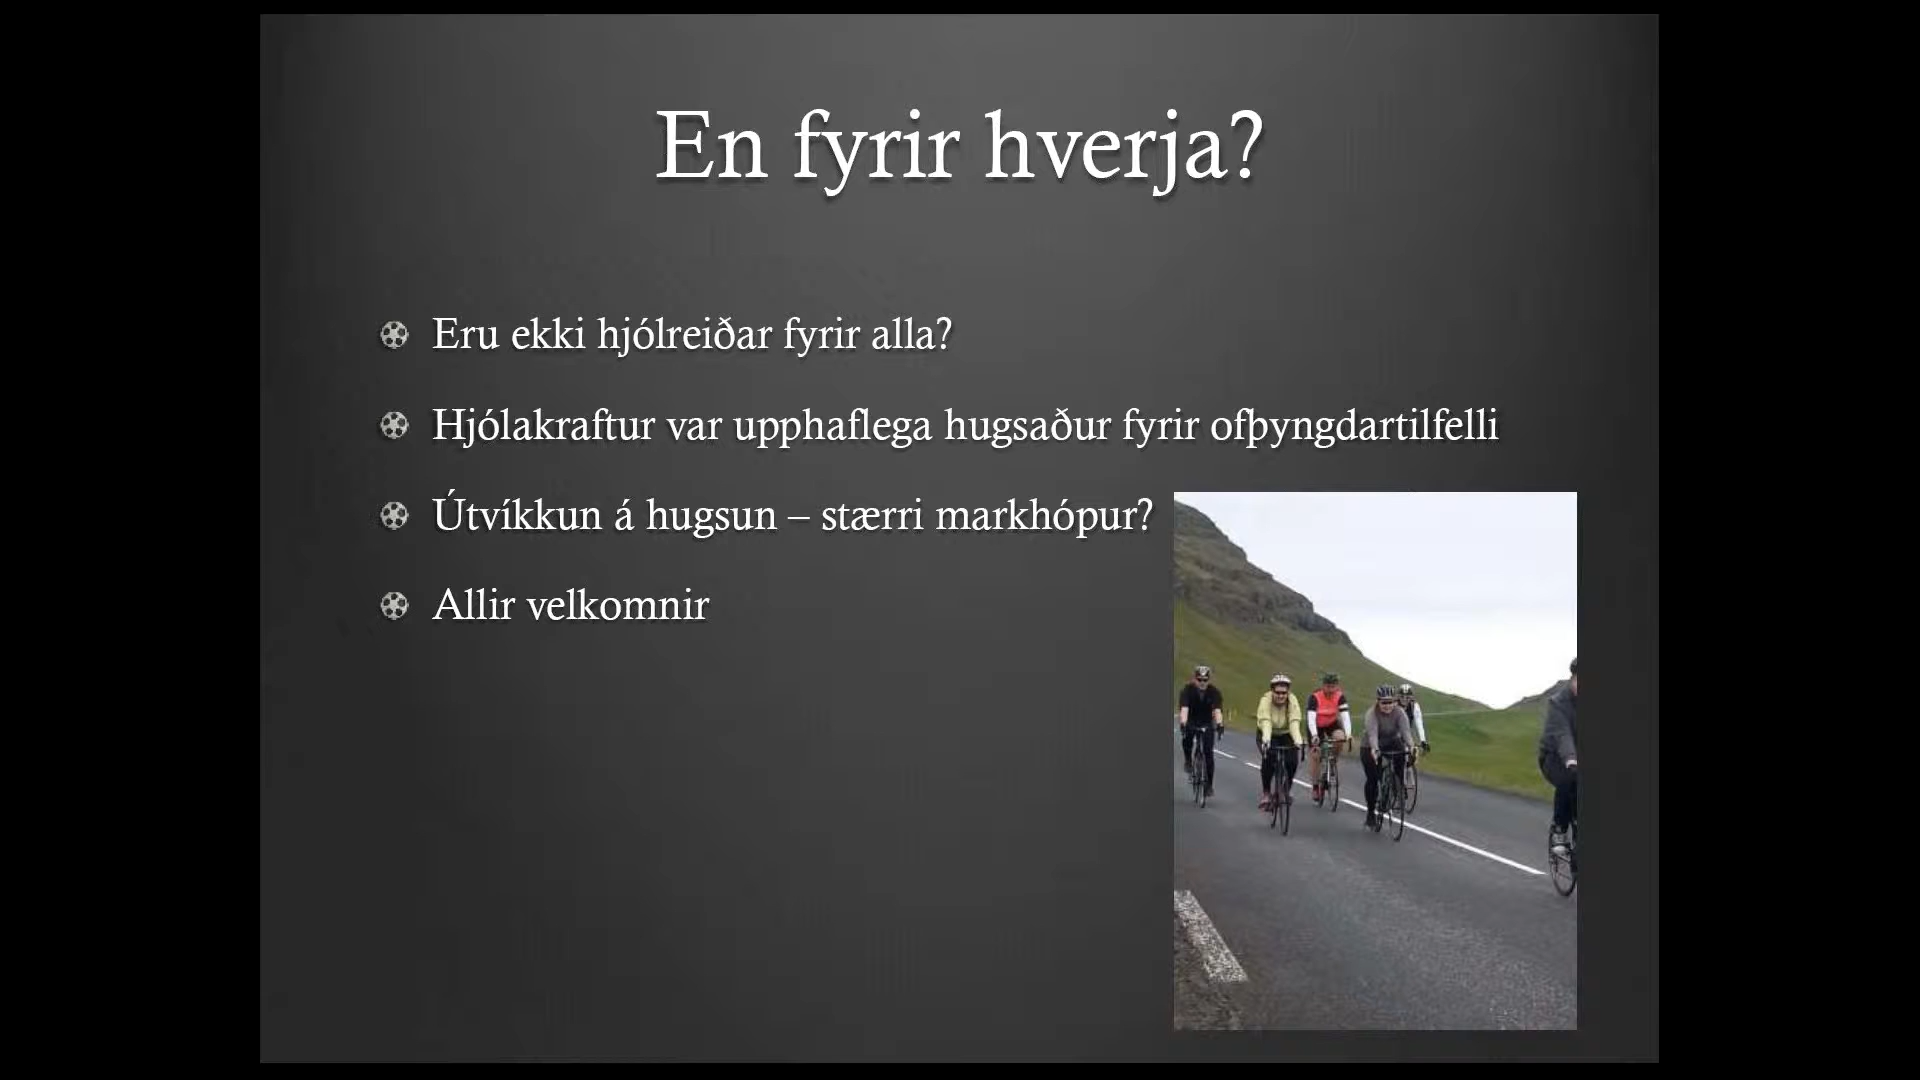 En fyrir hverja?
Eru ekki hjólreiðar fyrir alla?
Hjólakraftur var upphaflega hugsaður fyrir ofþyngdartilfelli
Útvíkkun á hugsun – stærri markhópur?
Allir velkomnir